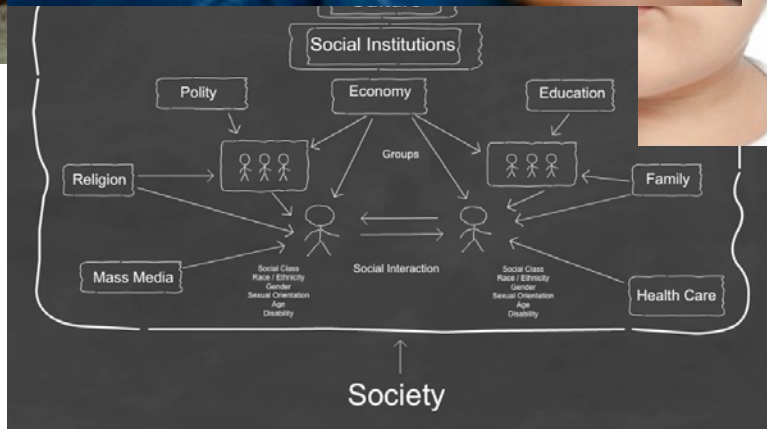 Social Institutions
Polity
Economy
Education
Groups
Religion
Family
Social Interaction
Mass Media
Social Class
Race / Ethnicity
Gender
Sexual Orientation
Age
Disability
Social Class
Race / Ethnicity
Gender
Sexual Orientation
Age
Disability
Health Care
Society